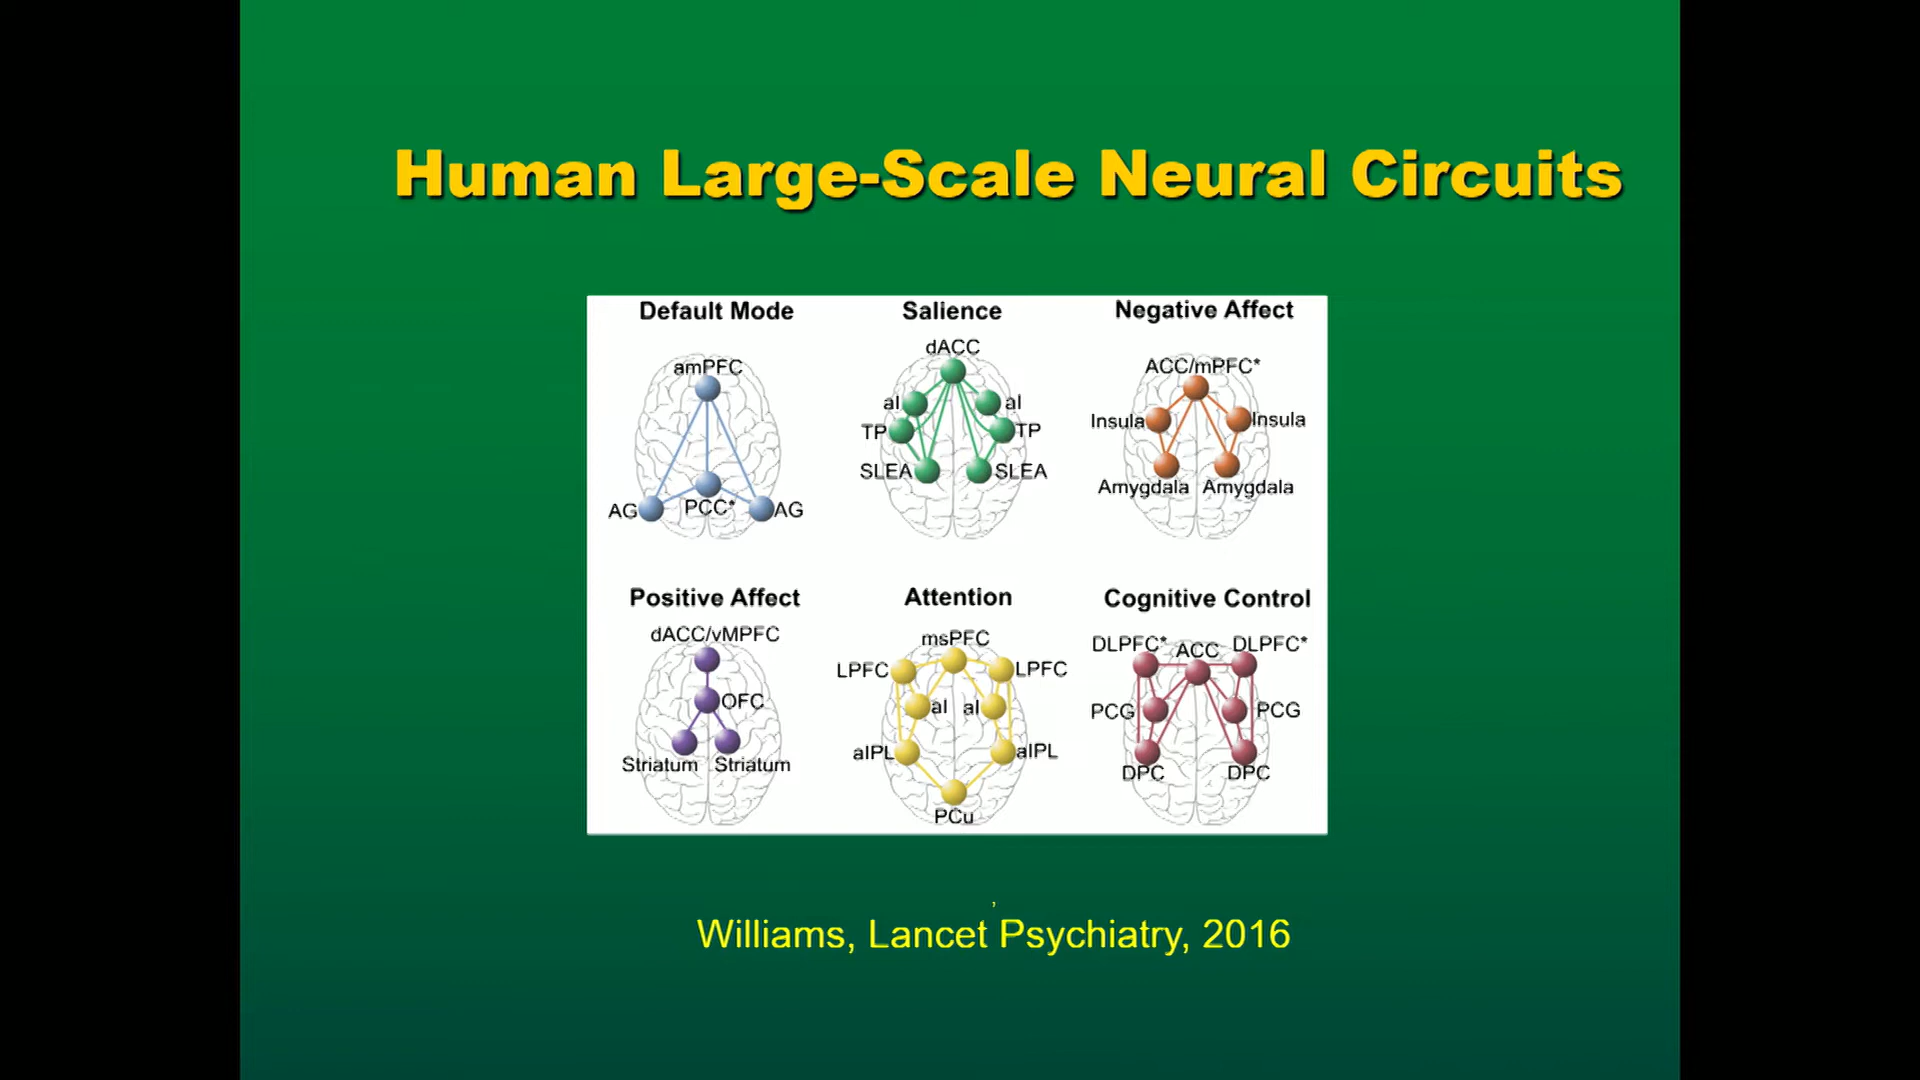 Human Large-Scale Neural Circuits
Default Mode
amPFC
AG
PCC*
AG
Salience
dACC
aI
aI
TP
TP
SLEA
SLEA
Negative Affect
ACC/mPFC*
Insula
Insula
Amygdala
Amygdala
Positive Affect
dACC/vMPFC
OFC
Striatum
Striatum
Attention
msPFC
LPFC
LPFC
aI
aI
aIPL
aIPL
PCu
Cognitive Control
DLPFC*
ACC
DLPFC*
PCG
PCG
DPC
DPC
,
Williams, Lancet Psychiatry, 2016